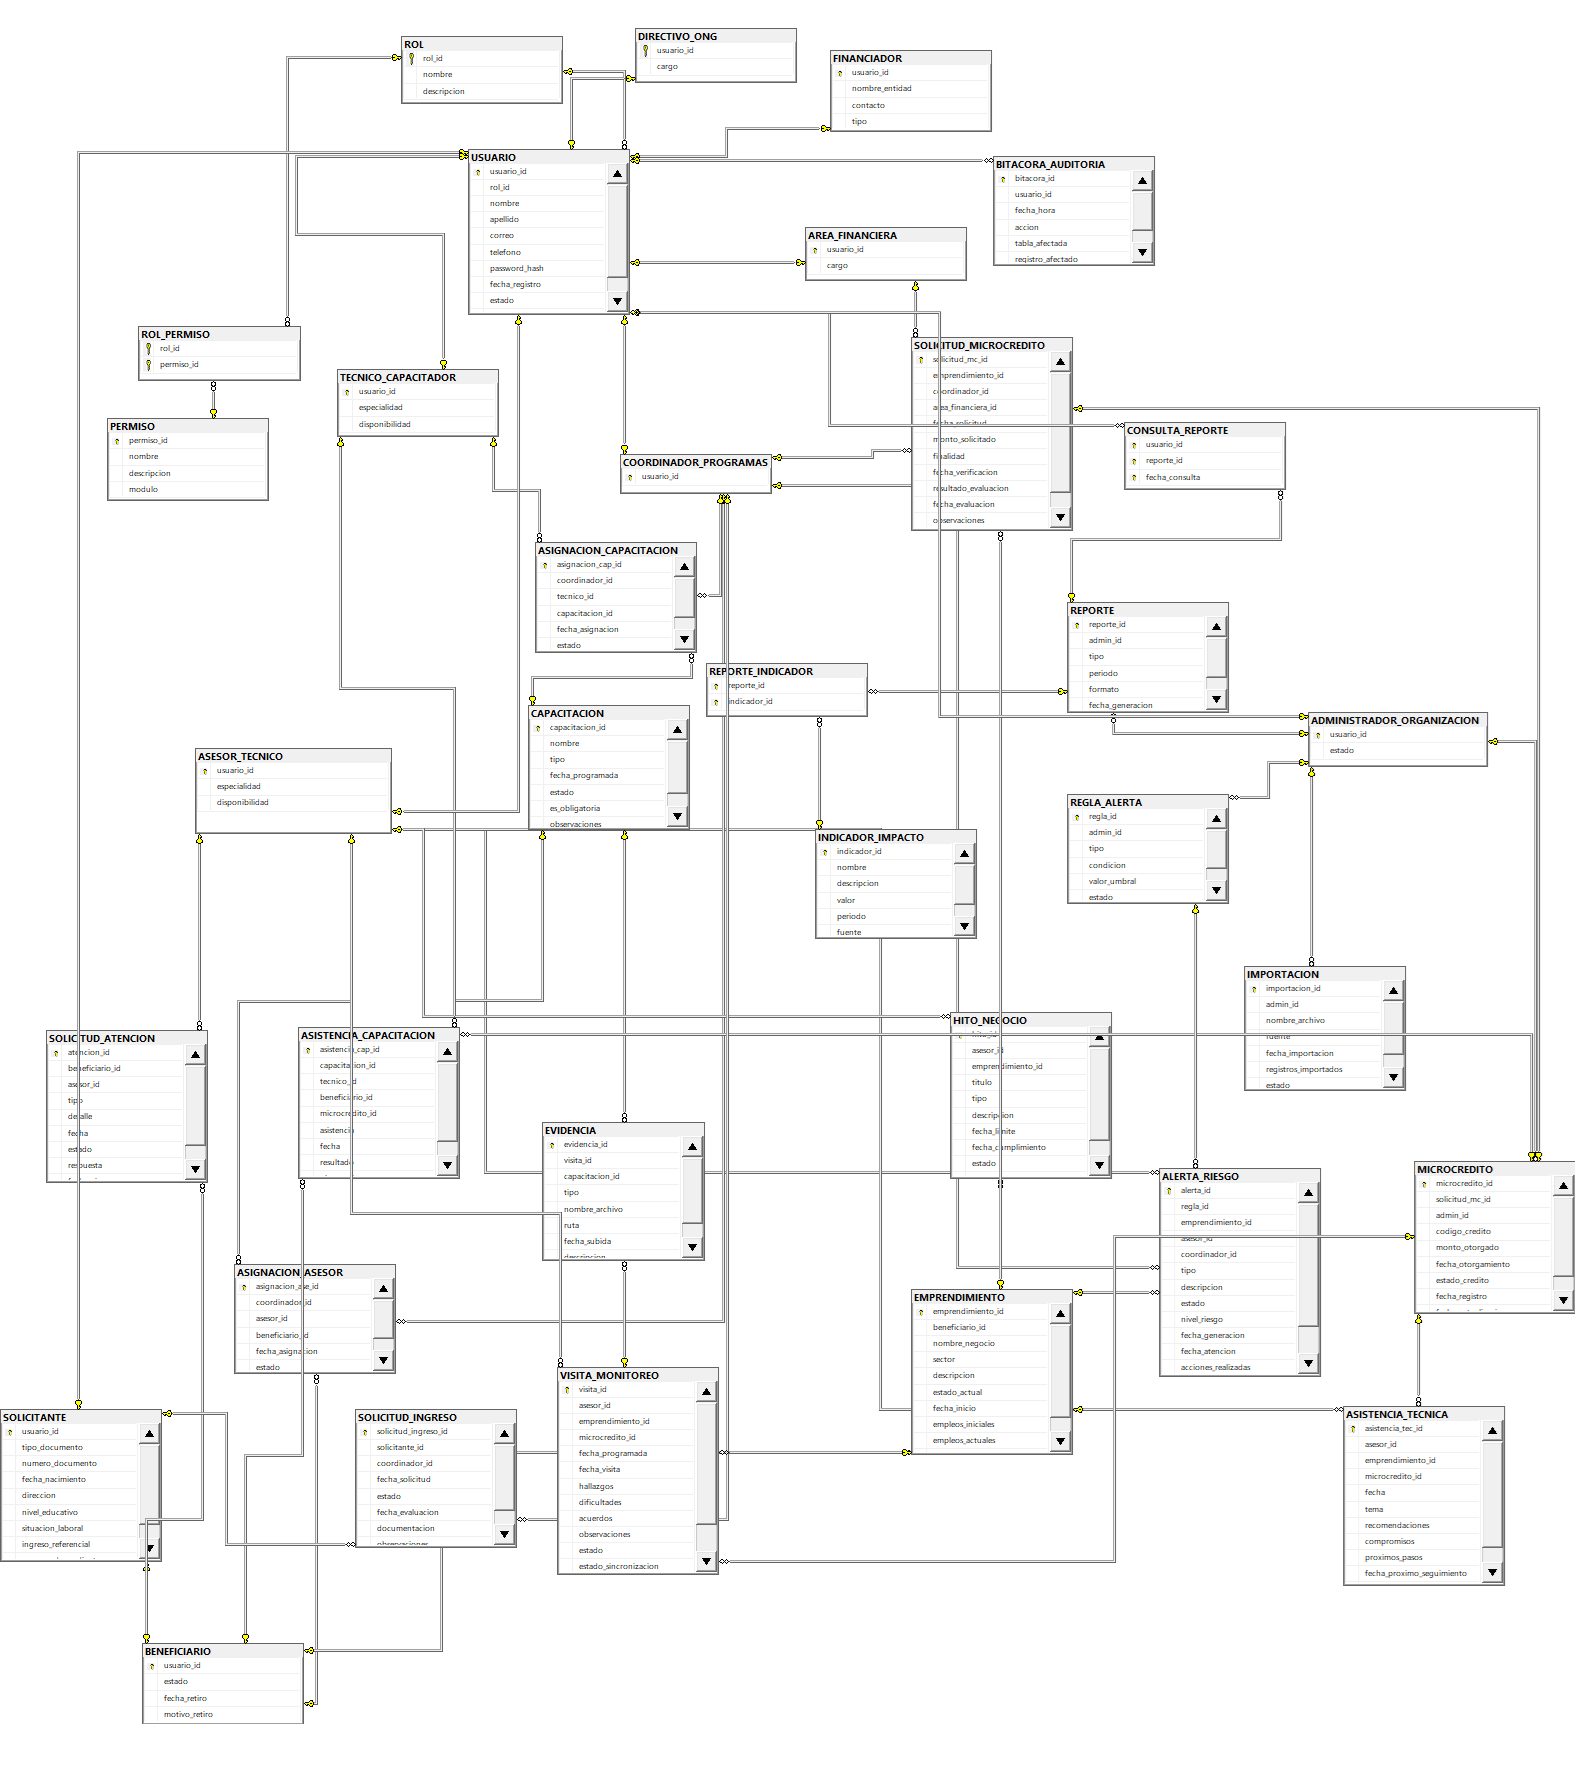 ROL
rol_id
nombre
descripcion
DIRECTIVO_ONG
usuario_id
cargo
FINANCIADOR
usuario_id
nombre_entidad
contacto
tipo
USUARIO
usuario_id
rol_id
nombre
apellido
correo
telefono
password_hash
fecha_registro
estado
BITACORA_AUDITORIA
bitacora_id
usuario_id
fecha_hora
accion
tabla_afectada
registro_afectado
AREA_FINANCIERA
usuario_id
cargo
ROL_PERMISO
rol_id
permiso_id
PERMISO
permiso_id
nombre
descripcion
modulo
TECNICO_CAPACITADOR
usuario_id
especialidad
disponibilidad
SOLICITUD_MICROCREDITO
solicitud_mc_id
emprendimiento_id
coordinador_id
area_financiera_id
fecha_solicitud
monto_solicitado
finalidad
fecha_verificacion
resultado_evaluacion
fecha_evaluacion
observaciones
COORDINADOR_PROGRAMAS
usuario_id
CONSULTA_REPORTE
usuario_id
reporte_id
fecha_consulta
ASIGNACION_CAPACITACION
asignacion_cap_id
coordinador_id
tecnico_id
capacitacion_id
fecha_asignacion
estado
REPORTE
reporte_id
admin_id
tipo
periodo
formato
fecha_generacion
REPORTE_INDICADOR
reporte_id
indicador_id
CAPACITACION
capacitacion_id
nombre
tipo
fecha_programada
estado
es_obligatoria
observaciones
ADMINISTRADOR_ORGANIZACION
usuario_id
estado
ASESOR_TECNICO
usuario_id
especialidad
disponibilidad
REGLA_ALERTA
regla_id
admin_id
tipo
condicion
valor_umbral
estado
INDICADOR_IMPACTO
indicador_id
nombre
descripcion
valor
periodo
fuente
IMPORTACION
importacion_id
admin_id
nombre_archivo
fuente
fecha_importacion
registros_importados
estado
SOLICITUD_ATENCION
atencion_id
beneficiario_id
asesor_id
tipo
detalle
fecha
estado
respuesta
ASISTENCIA_CAPACITACION
asistencia_cap_id
capacitacion_id
tecnico_id
beneficiario_id
microcredito_id
asistencia
fecha
resultado
HITO_NEGOCIO
hito_id
asesor_id
emprendimiento_id
titulo
tipo
descripcion
fecha_limite
fecha_cumplimiento
estado
EVIDENCIA
evidencia_id
visita_id
capacitacion_id
tipo
nombre_archivo
ruta
fecha_subida
descripcion
ALERTA_RIESGO
alerta_id
regla_id
emprendimiento_id
asesor_id
coordinador_id
tipo
descripcion
estado
nivel_riesgo
fecha_generacion
fecha_atencion
acciones_realizadas
MICROCREDITO
microcredito_id
solicitud_mc_id
admin_id
codigo_credito
monto_otorgado
fecha_otorgamiento
estado_credito
fecha_registro
ASIGNACION_ASESOR
asignacion_ase_id
coordinador_id
asesor_id
beneficiario_id
fecha_asignacion
estado
EMPRENDIMIENTO
emprendimiento_id
beneficiario_id
nombre_negocio
sector
descripcion
estado_actual
fecha_inicio
empleos_iniciales
empleos_actuales
VISITA_MONITOREO
visita_id
asesor_id
emprendimiento_id
microcredito_id
fecha_programada
fecha_visita
hallazgos
dificultades
acuerdos
observaciones
estado
estado_sincronizacion
SOLICITANTE
usuario_id
tipo_documento
numero_documento
fecha_nacimiento
direccion
nivel_educativo
situacion_laboral
ingreso_referencial
SOLICITUD_INGRESO
solicitud_ingreso_id
solicitante_id
coordinador_id
fecha_solicitud
estado
fecha_evaluacion
documentacion
observaciones
ASISTENCIA_TECNICA
asistencia_tec_id
asesor_id
emprendimiento_id
microcredito_id
fecha
tema
recomendaciones
compromisos
proximos_pasos
fecha_proximo_seguimiento
BENEFICIARIO
usuario_id
estado
fecha_retiro
motivo_retiro